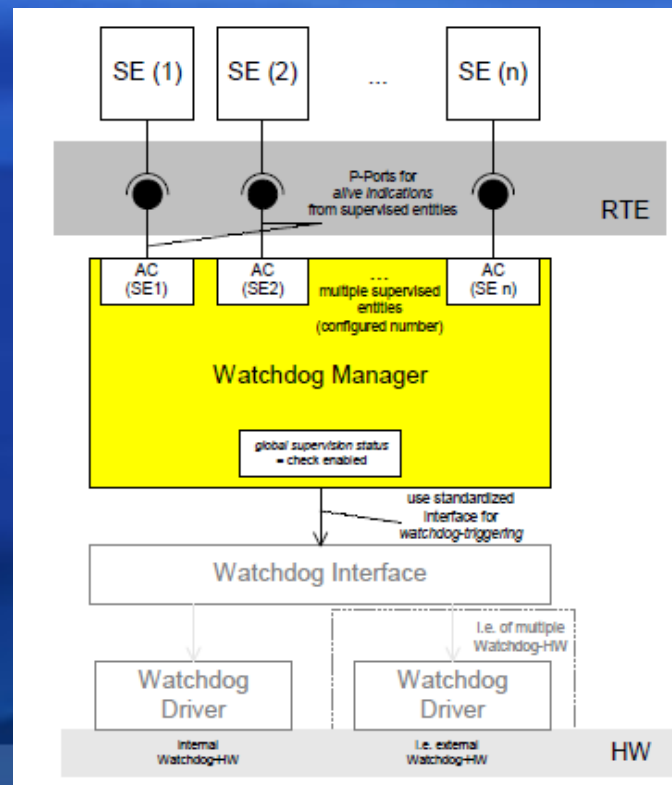 SE (1)
SE (2)
...
SE (n)
P-Ports for
alive indications
from supervised entities
RTE
AC
(SE1)
AC
(SE2)
...
multiple supervised
entities
(configured number)
AC
(SE n)
Watchdog Manager
global supervision status
= check enabled
use standardized
interface for
watchdog-triggering
Watchdog Interface
i.e. of multiple
Watchdog-HW
Watchdog
Driver
Watchdog
Driver
Internal
Watchdog-HW
i.e. external
Watchdog-HW
HW